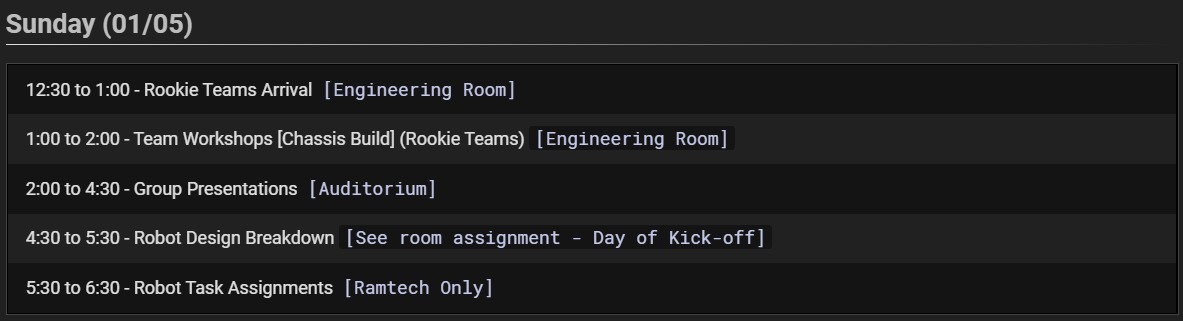 Sunday (01/05)
12:30 to 1:00 - Rookie Teams Arrival [Engineering Room]
1:00 to 2:00 - Team Workshops [Chassis Build] (Rookie Teams) [Engineering Room]
2:00 to 4:30 - Group Presentations [Auditorium]
4:30 to 5:30 - Robot Design Breakdown [See room assignment - Day of Kick-off]
5:30 to 6:30 - Robot Task Assignments [Ramtech Only]